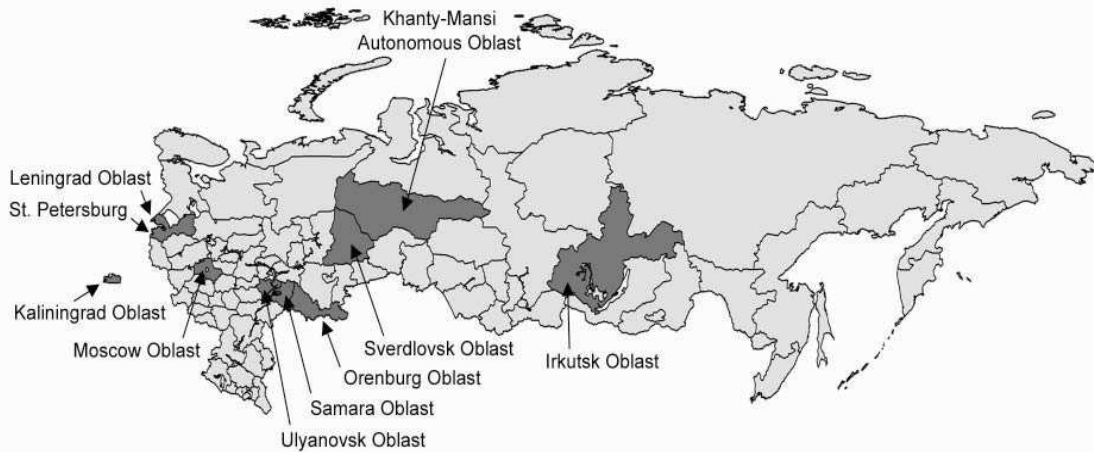 Khanty-Mansi
Autonomous Oblast
Leningrad Oblast
St. Petersburg
Kaliningrad Oblast
Moscow Oblast
Sverdlovsk Oblast
Irkutsk Oblast
Orenburg Oblast
Samara Oblast
Ulyanovsk Oblast